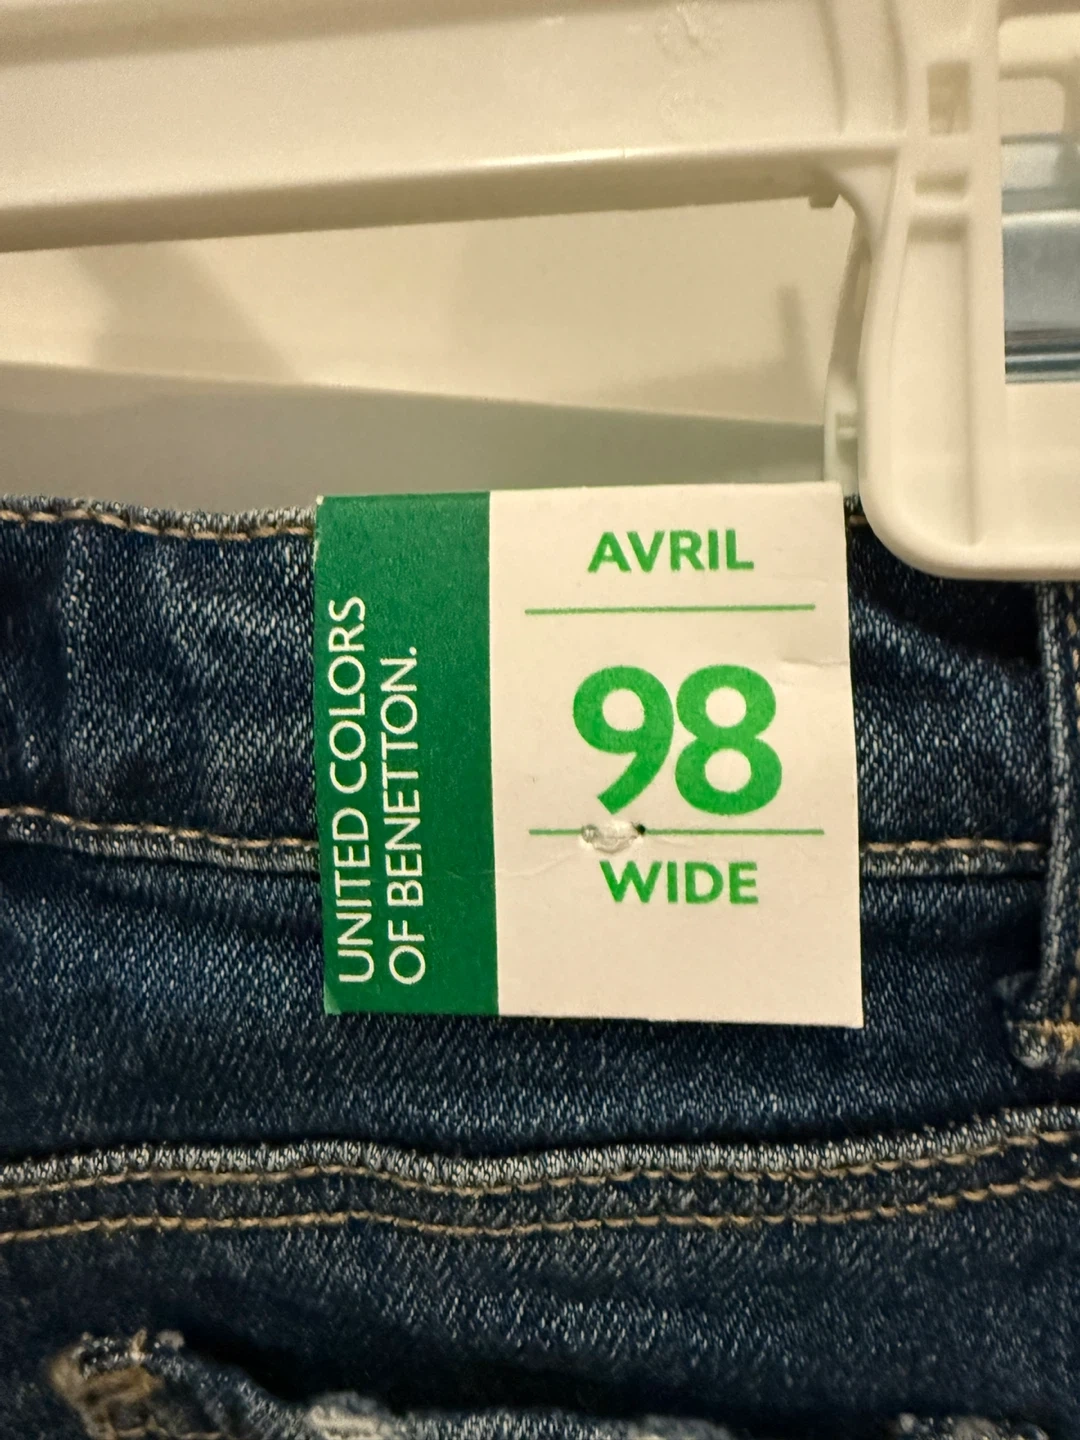 UNITED COLORS
OF BENETTON.
AVRIL
98
WIDE